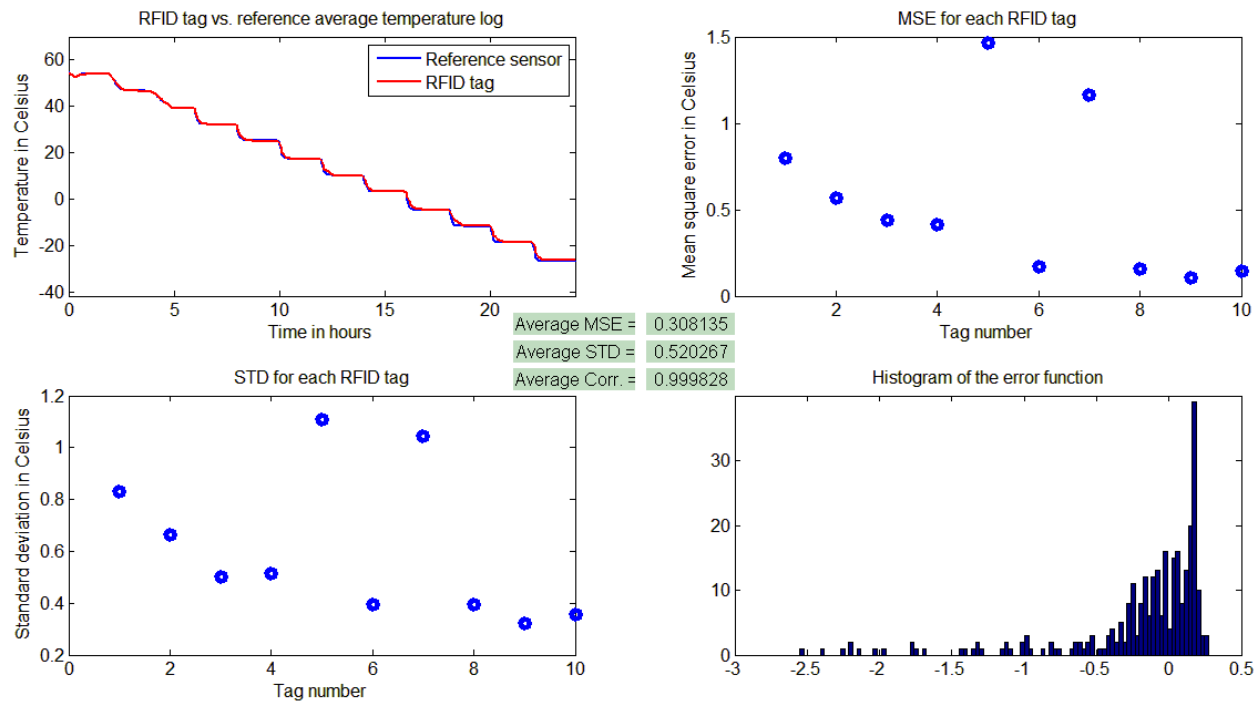 RFID tag vs. reference average temperature log
Temperature in Celsius
60
40
20
0
-20
-40
Reference sensor
RFID tag
0 5 10 15 20
Time in hours
MSE for each RFID tag
Mean square error in Celsius
1.5
1
0.5
0
2 4 6 8 10
Tag number
Average MSE = 0.308135
Average STD = 0.520267
Average Corr. = 0.999828
STD for each RFID tag
Standard deviation in Celsius
1.2
1
0.8
0.6
0.4
0.2
0 2 4 6 8 10
Tag number
Histogram of the error function
30
20
10
0
-3 -2.5 -2 -1.5 -1 -0.5 0 0.5